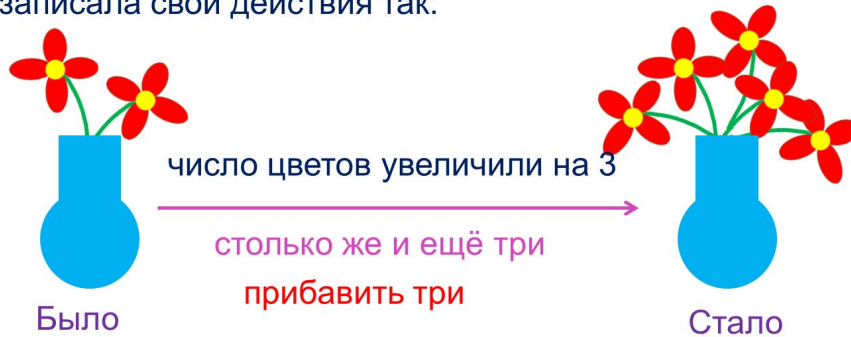 записала свои действия так:
число цветов увеличили на 3
столько же и ещё три
прибавить три
Было
Стало